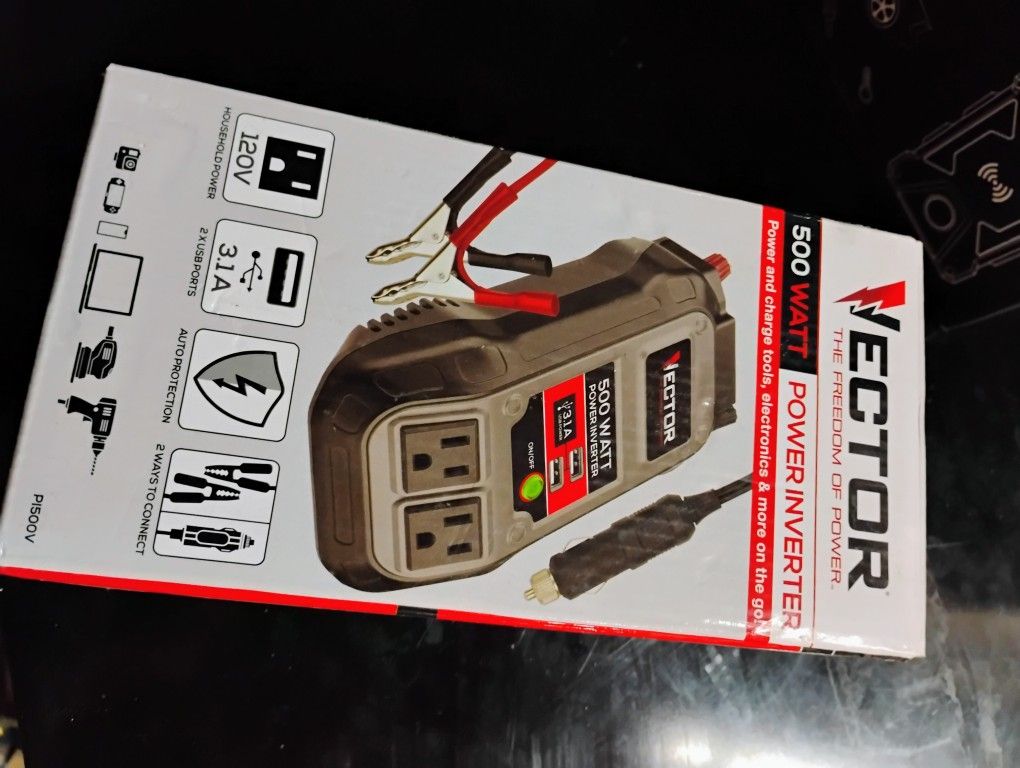 VECTOR®
THE FREEDOM OF POWER™
500 WATT POWER INVERTER
Power and charge tools, electronics & more on the go!
VECTOR
500 WATT
POWER INVERTER
3.1A
ON/OFF
120V
HOUSEHOLD POWER
3.1A
2 X USB PORTS
AUTO PROTECTION
2 WAYS TO CONNECT
PI500V